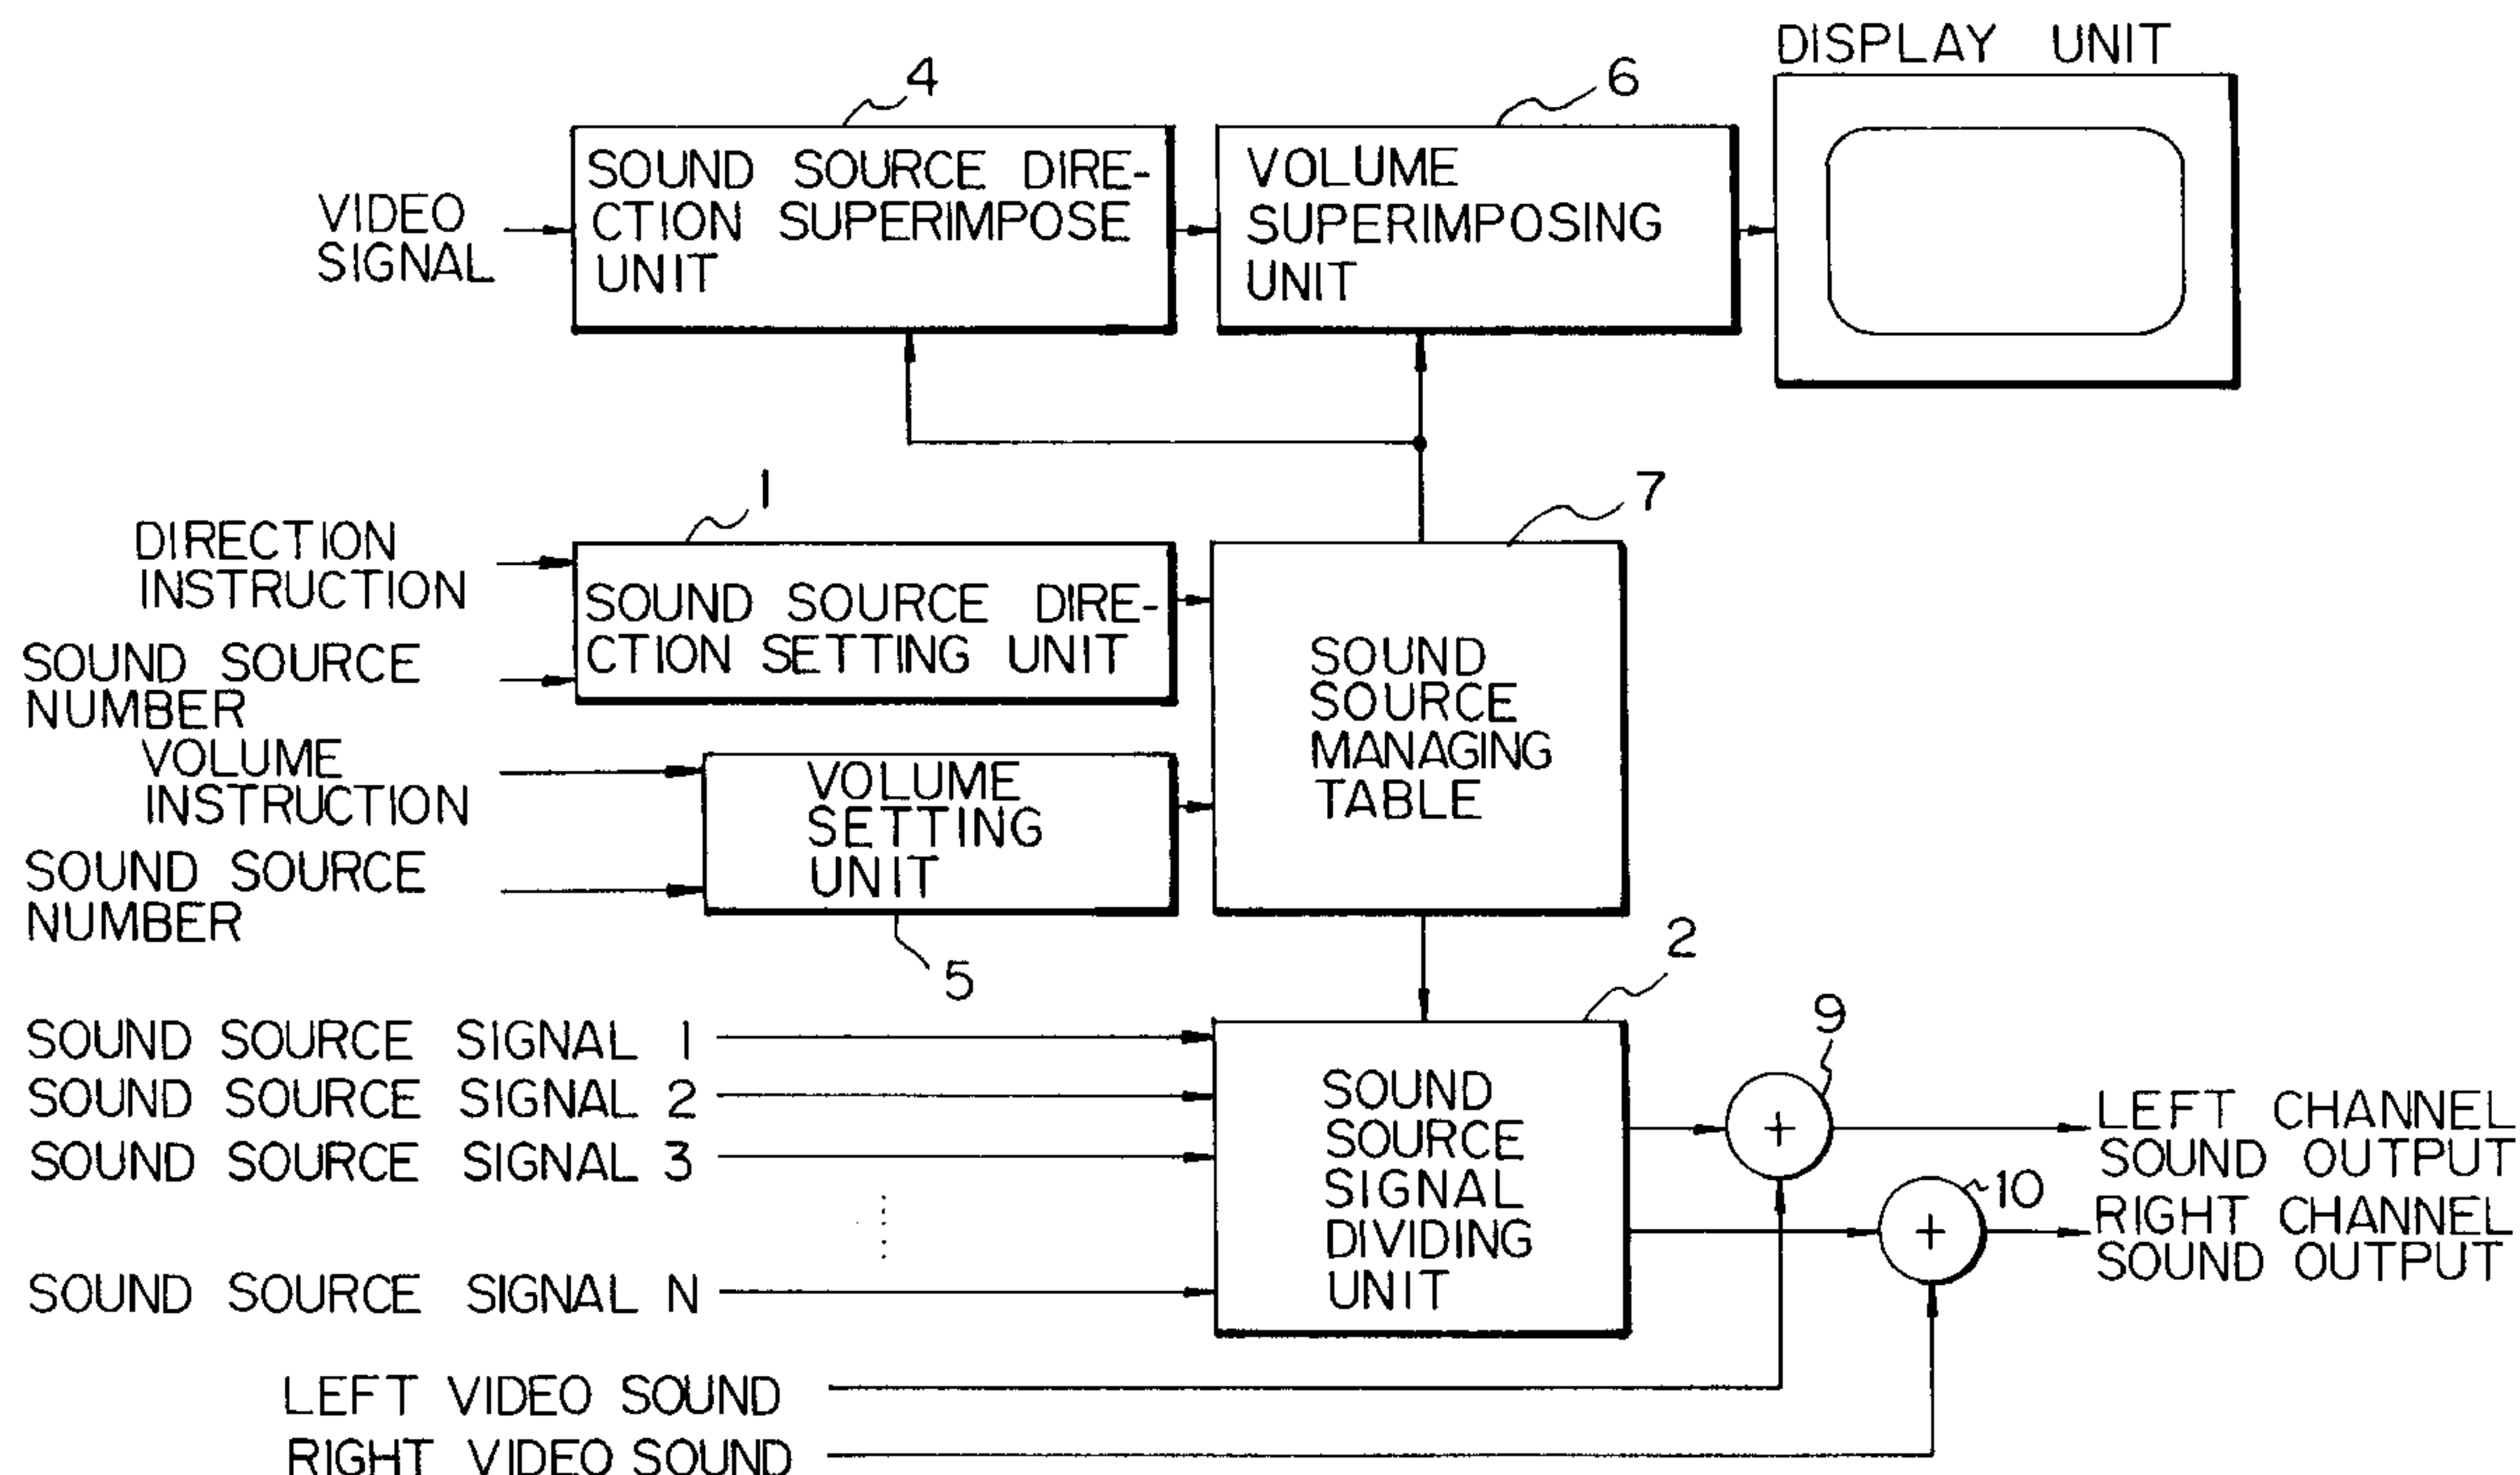 DISPLAY UNIT
4
6
SOUND SOURCE DIRE-
CTION SUPERIMPOSE
UNIT
VOLUME
SUPERIMPOSING
UNIT
VIDEO
SIGNAL
1
7
DIRECTION
INSTRUCTION
SOUND SOURCE
NUMBER
SOUND SOURCE DIRE-
CTION SETTING UNIT
SOUND
SOURCE
MANAGING
TABLE
VOLUME
INSTRUCTION
SOUND SOURCE
NUMBER
VOLUME
SETTING
UNIT
5
2
9
SOUND SOURCE SIGNAL 1
SOUND SOURCE SIGNAL 2
SOUND SOURCE SIGNAL 3
SOUND SOURCE SIGNAL N
SOUND
SOURCE
SIGNAL
DIVIDING
UNIT
+
LEFT CHANNEL
SOUND OUTPUT
10
+
RIGHT CHANNEL
SOUND OUTPUT
LEFT VIDEO SOUND
RIGHT VIDEO SOUND